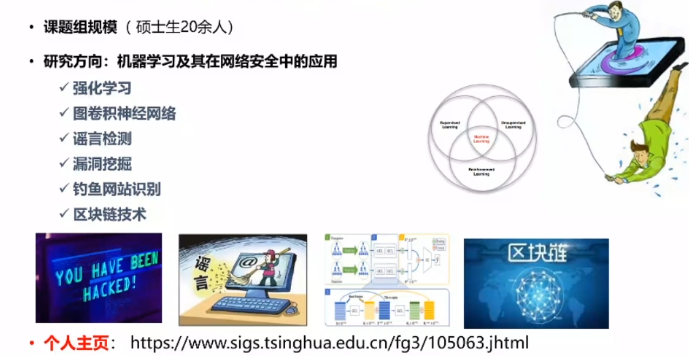 • 课题组规模（硕士生20余人）
• 研究方向：机器学习及其在网络安全中的应用
✓ 强化学习
✓ 图卷积神经网络
✓ 谣言检测
✓ 漏洞挖掘
✓ 钓鱼网站识别
✓ 区块链技术
Supervised
Learning
Unsupervised
Learning
Machine
Learning
Reinforcement
Learning
YOU HAVE BEEN
HACKED!
谣言
@
区块链
• 个人主页： https://www.sigs.tsinghua.edu.cn/fg3/105063.jhtml